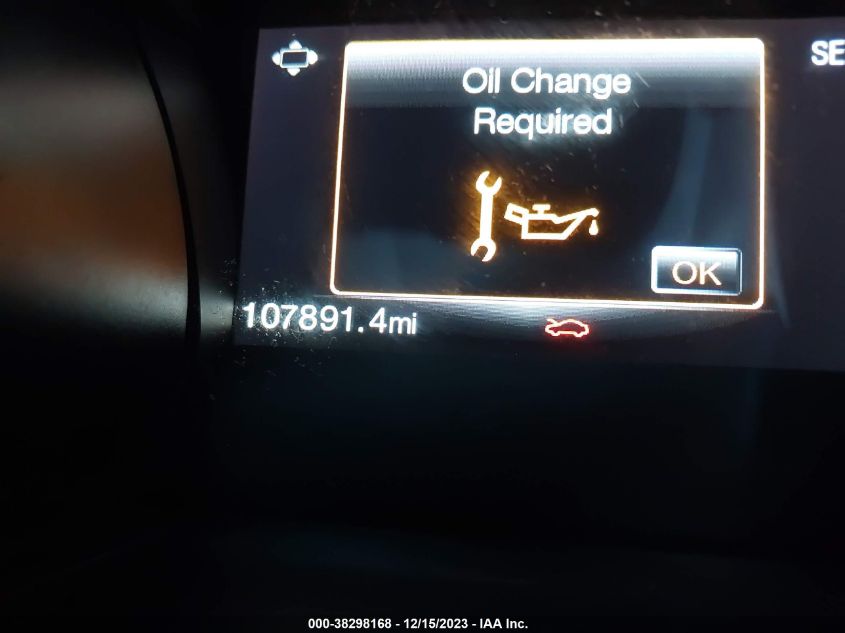 SE
Oil Change
Required
OK
107891.4mi
000-38298168 - 12/15/2023 - IAA Inc.